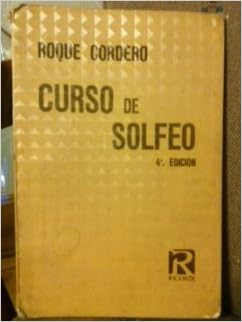 ROQUE CORDERO
CURSO DE
SOLFEO
4ª. EDICION
RICORDI